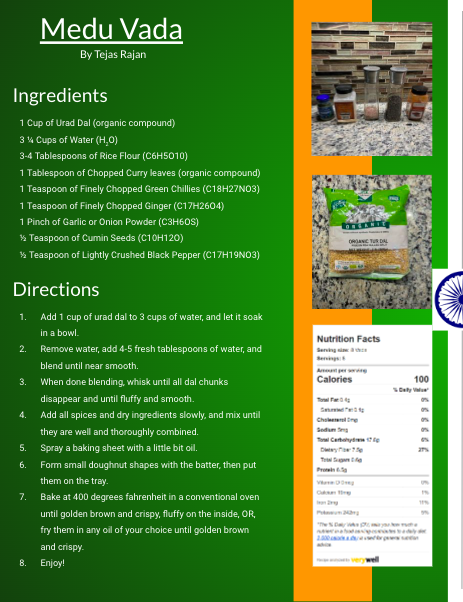 Medu Vada
By Tejas Rajan
Ingredients
1 Cup of Urad Dal (organic compound)
3 ¼ Cups of Water (H₂O)
3-4 Tablespoons of Rice Flour (C6H5O10)
1 Tablespoon of Chopped Curry leaves (organic compound)
1 Teaspoon of Finely Chopped Green Chillies (C18H27NO3)
1 Teaspoon of Finely Chopped Ginger (C17H26O4)
1 Pinch of Garlic or Onion Powder (C3H6OS)
½ Teaspoon of Cumin Seeds (C10H12O)
½ Teaspoon of Lightly Crushed Black Pepper (C17H19NO3)
Directions
1. Add 1 cup of urad dal to 3 cups of water, and let it soak
in a bowl.
2. Remove water, add 4-5 fresh tablespoons of water, and
blend until near smooth.
3. When done blending, whisk until all dal chunks
disappear and until fluffy and smooth.
4. Add all spices and dry ingredients slowly, and mix until
they are well and thoroughly combined.
5. Spray a baking sheet with a little bit oil.
6. Form small doughnut shapes with the batter, then put
them on the tray.
7. Bake at 400 degrees fahrenheit in a conventional oven
until golden brown and crispy, fluffy on the inside, OR,
fry them in any oil of your choice until golden brown
and crispy.
8. Enjoy!
ORGANIC
ORGANIC TUR DAL
Nutrition Facts
Serving size:
Servings: 8
Amount per serving
Calories 100
% Daily Value*
Total Fat 0.4g 0%
Saturated Fat 0.1g 0%
Cholesterol 0mg 0%
Sodium 5mg 0%
Total Carbohydrate 17.6g 6%
Dietary Fiber 7.5g 27%
Total Sugars 0.6g
Protein 6.5g
Vitamin D 0mcg 0%
Calcium 10mg 1%
Iron 2mg
Potassium
*The % Daily Value (DV) tells you how much a
nutrient in a food serving contributes to a daily diet.
2,000 calorie a day is used for general nutrition
advice.
verywell